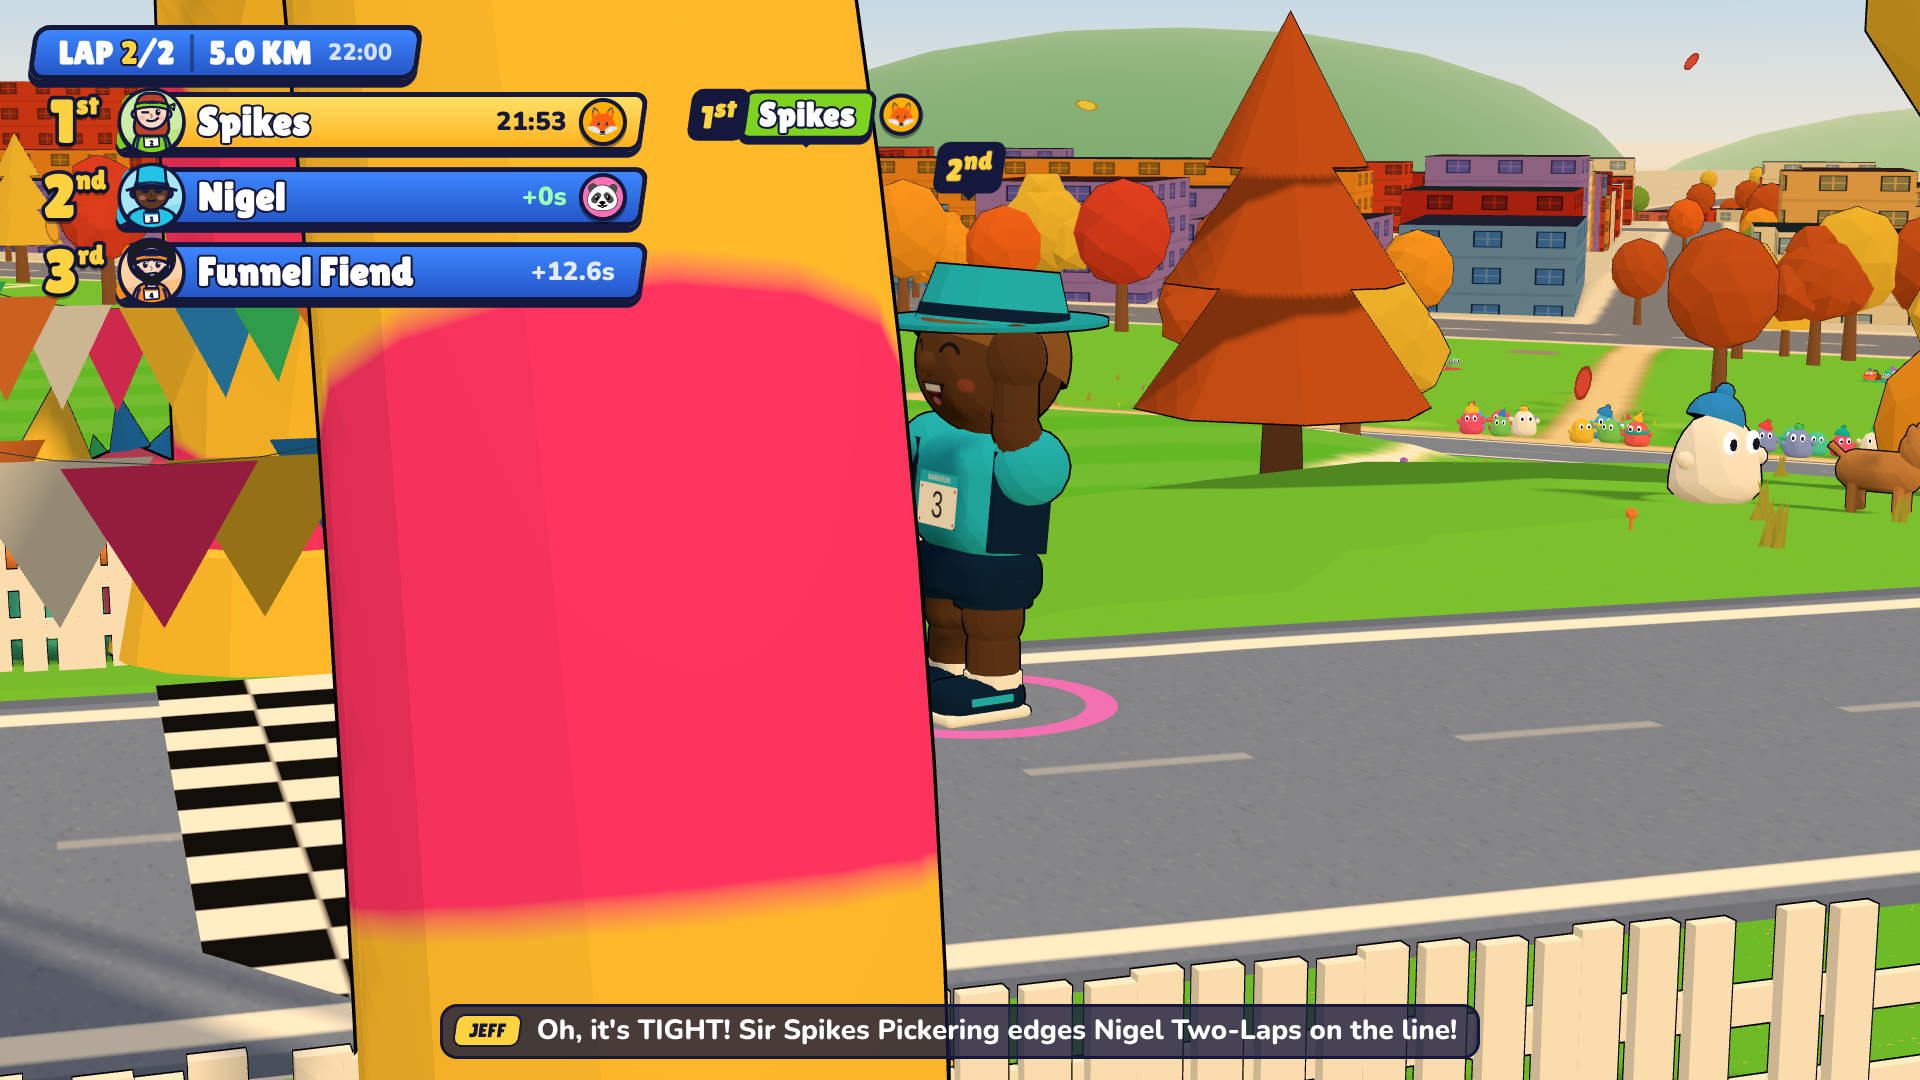 LAP 2/2 5.0 KM 22:00
1st Spikes 21:53
2nd Nigel +0s
3rd Funnel Fiend +12.6s
1st Spikes
2nd
3
JEFF Oh, it's TIGHT! Sir Spikes Pickering edges Nigel Two-Laps on the line!